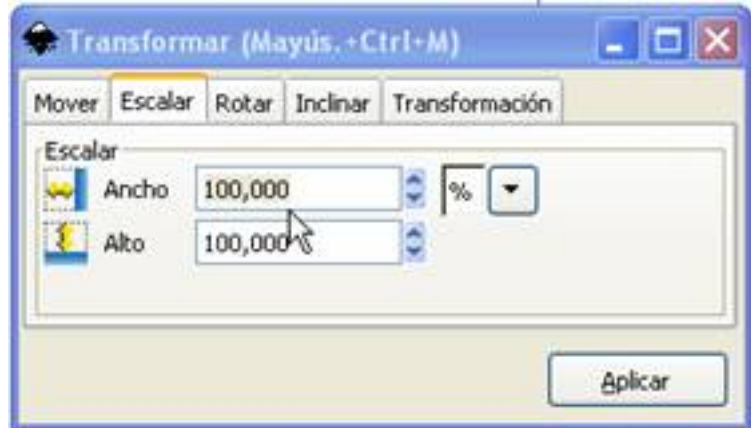 Transformar (Mayús.+Ctrl+M)
Mover Escalar Rotar Inclinar Transformación
Escalar
Ancho 100,000 %
Alto 100,000
Aplicar